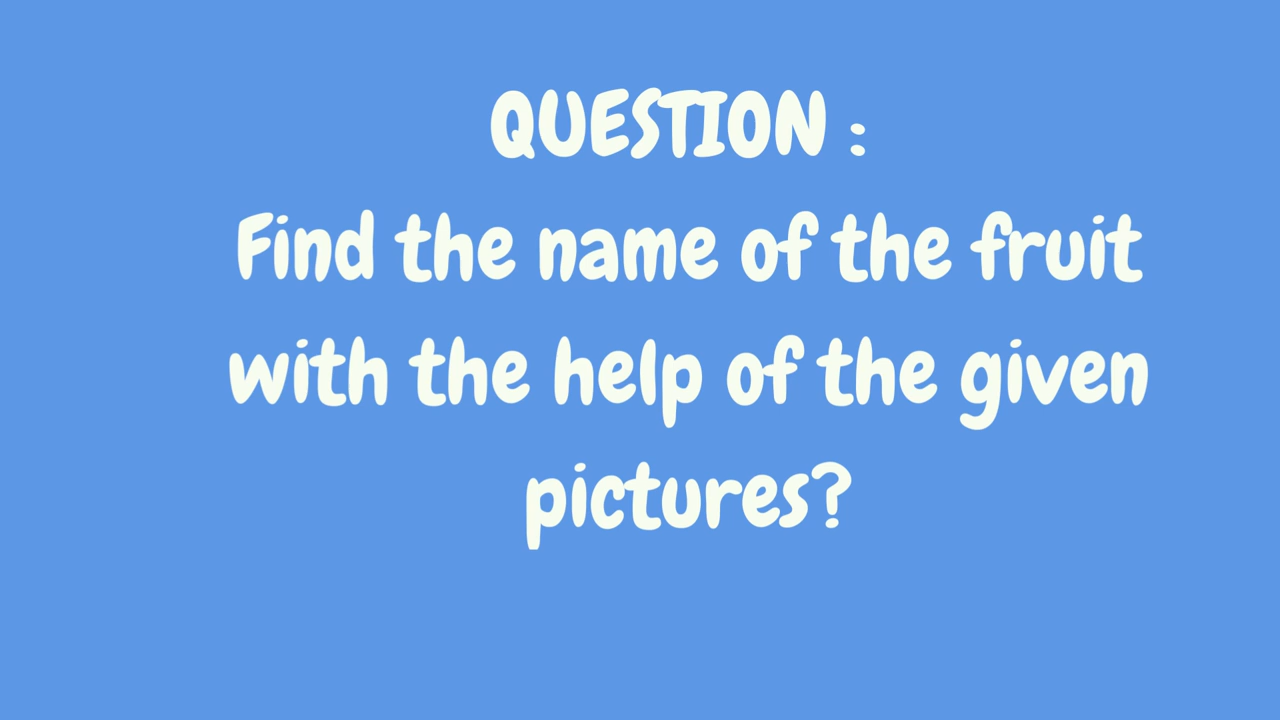 QUESTION :
Find the name of the fruit
with the help of the given
pictures?